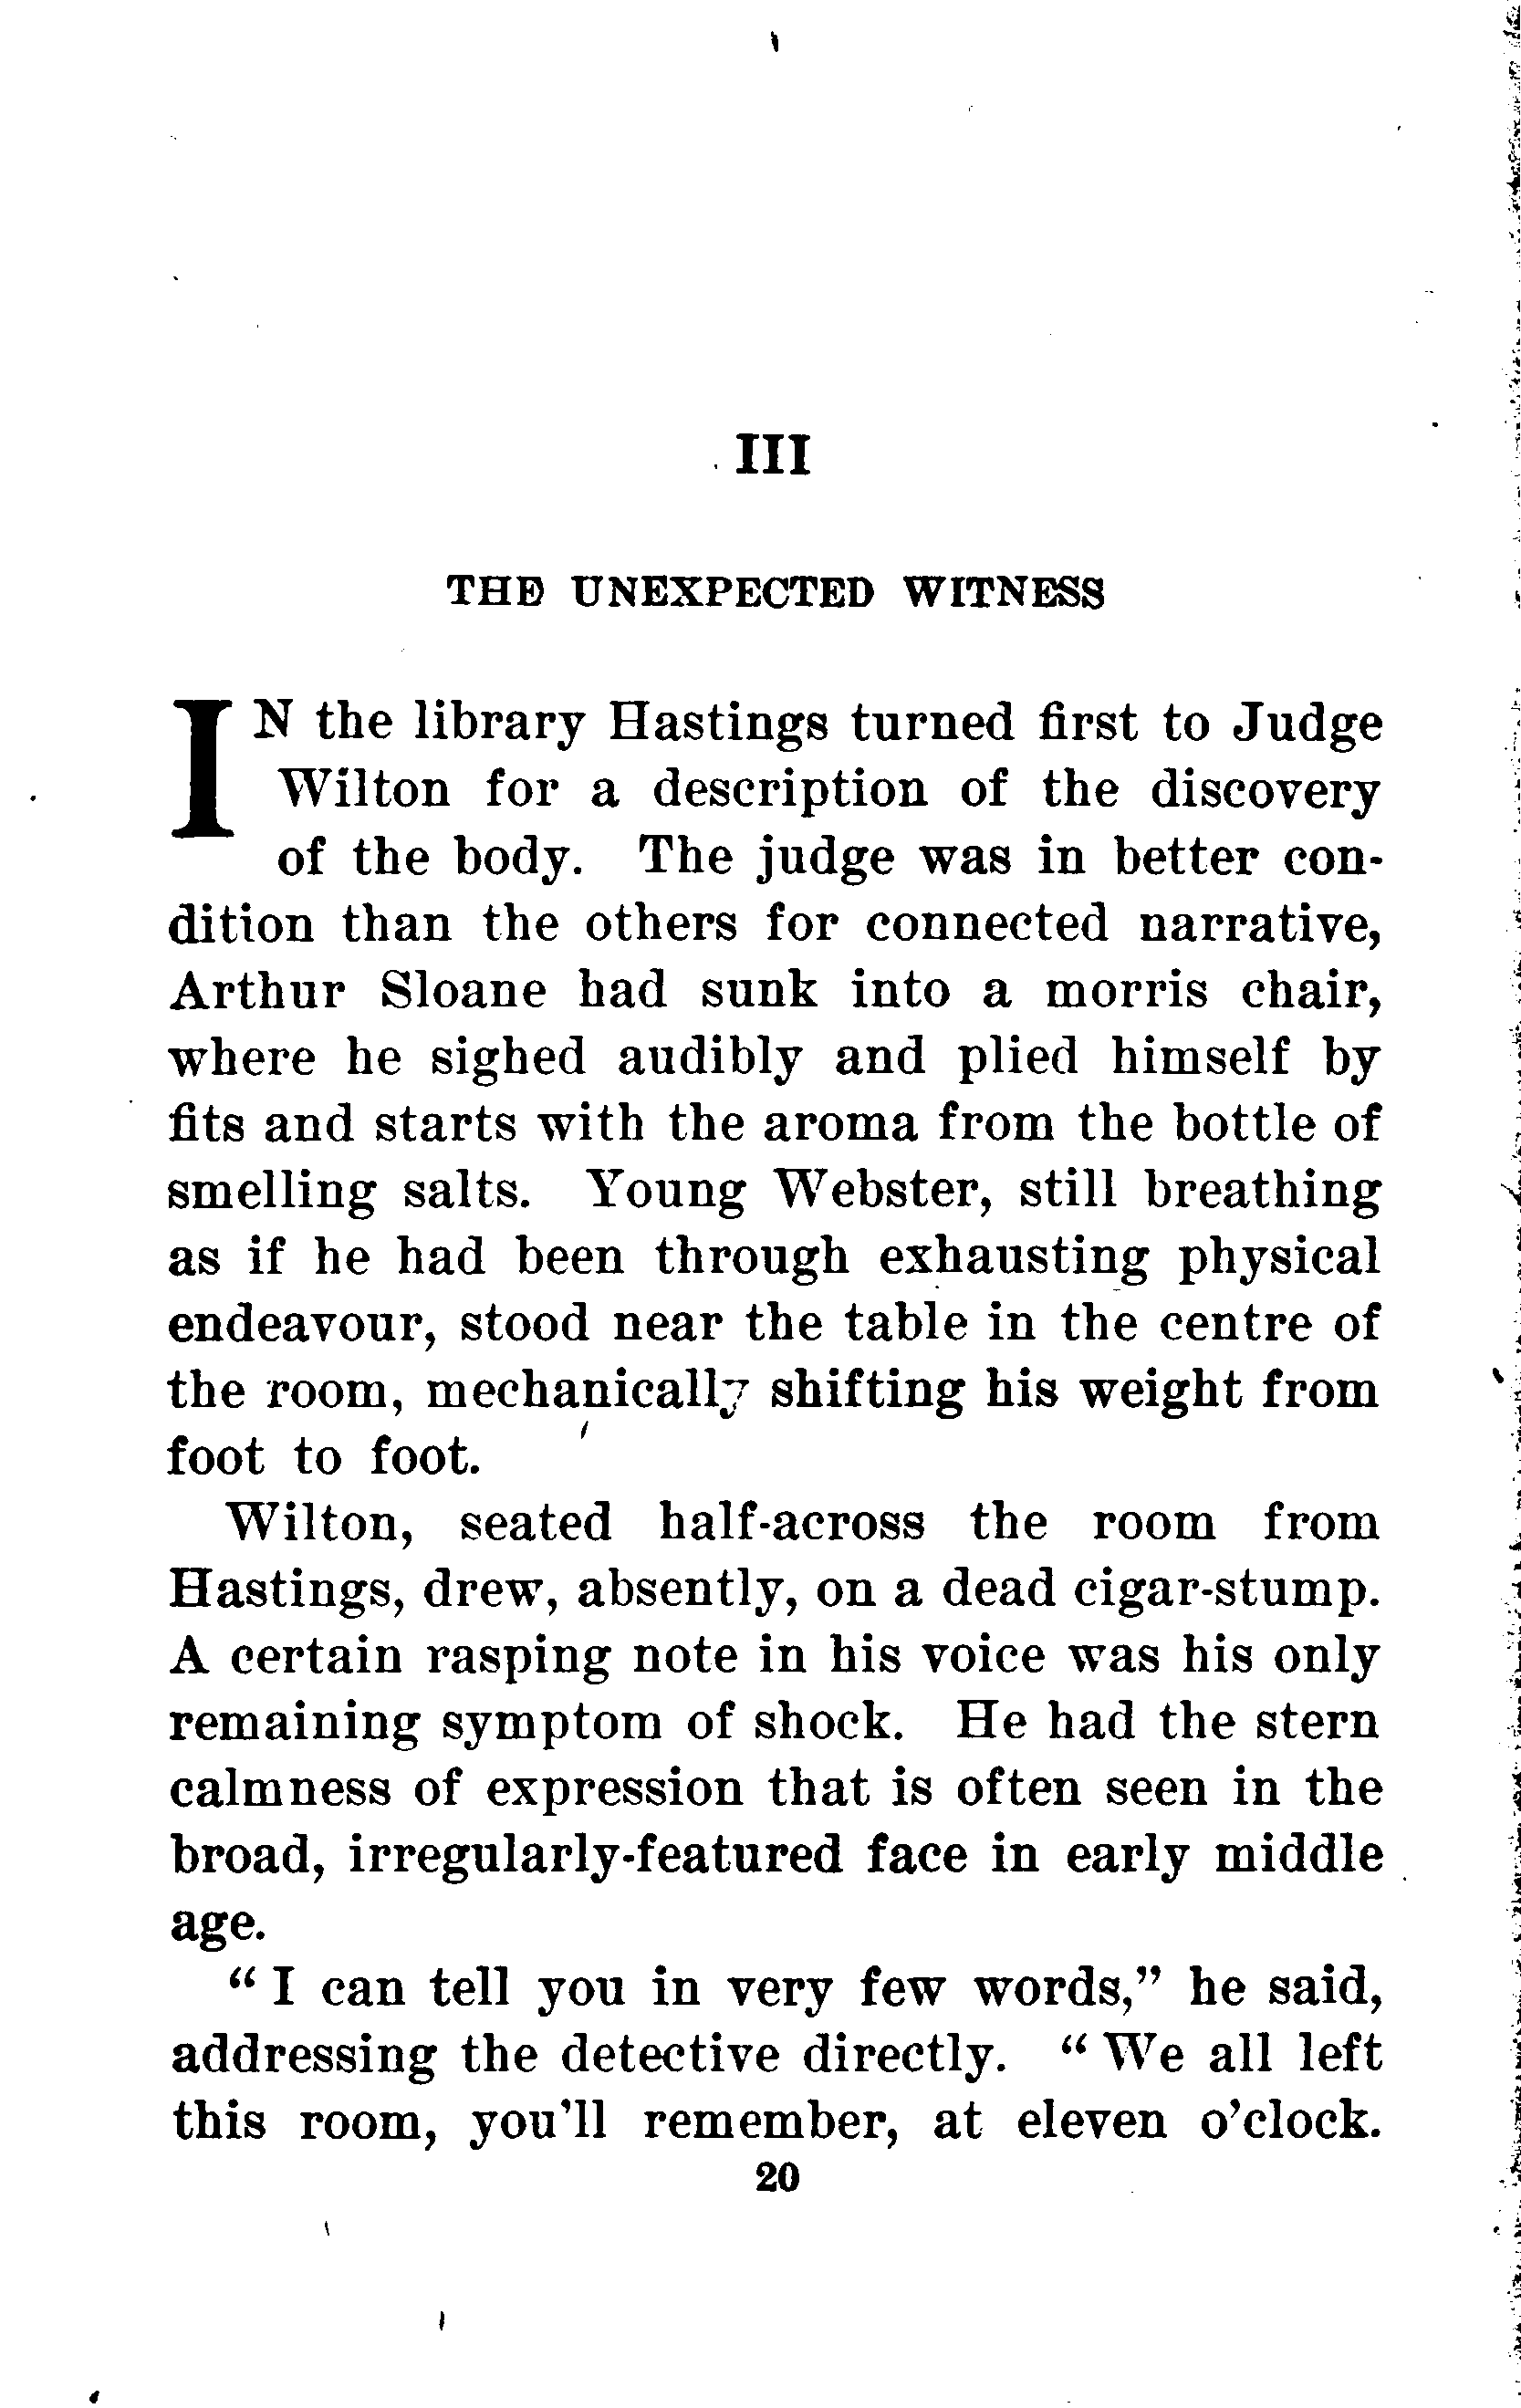 III
THE UNEXPECTED WITNESS
IN the library Hastings turned first to Judge
Wilton for a description of the discovery
of the body. The judge was in better con-
dition than the others for connected narrative,
Arthur Sloane had sunk into a morris chair,
where he sighed audibly and plied himself by
fits and starts with the aroma from the bottle of
smelling salts. Young Webster, still breathing
as if he had been through exhausting physical
endeavour, stood near the table in the centre of
the room, mechanically shifting his weight from
foot to foot.
Wilton, seated half-across the room from
Hastings, drew, absently, on a dead cigar-stump.
A certain rasping note in his voice was his only
remaining symptom of shock. He had the stern
calmness of expression that is often seen in the
broad, irregularly-featured face in early middle
age.
“ I can tell you in very few words,” he said,
addressing the detective directly. “ We all left
this room, you’ll remember, at eleven o’clock.
20